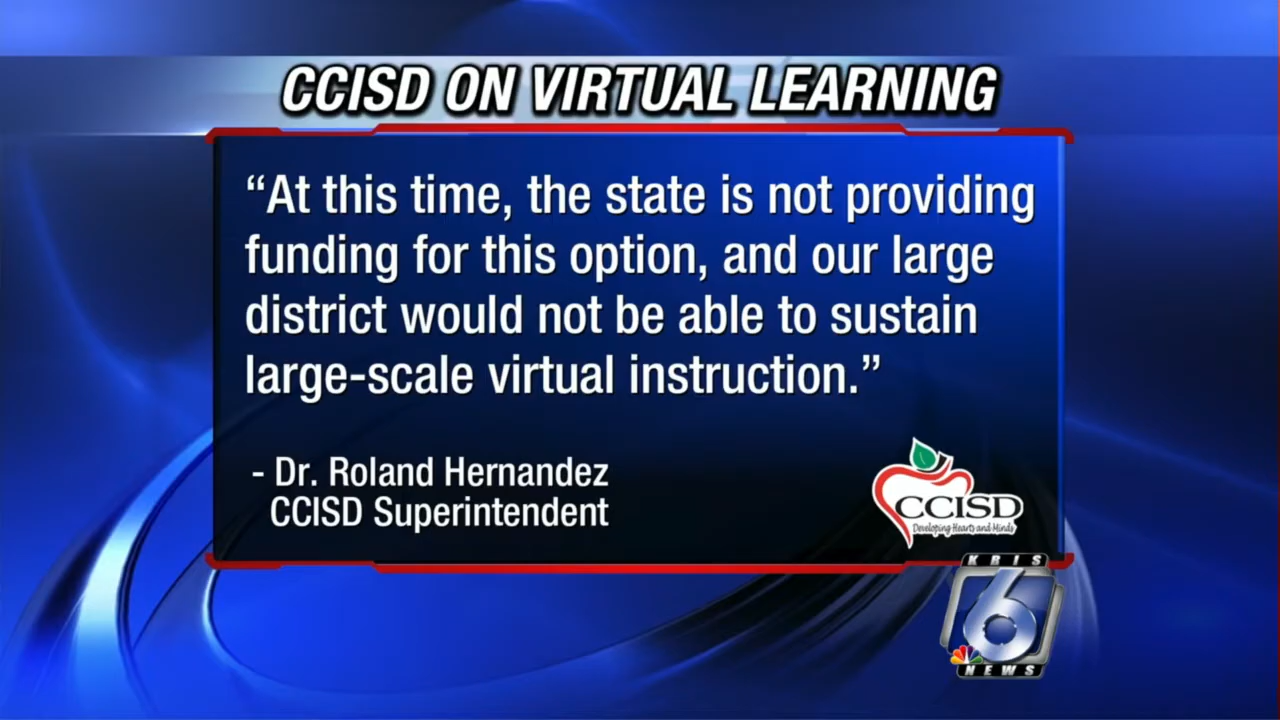 CCISD ON VIRTUAL LEARNING
“At this time, the state is not providing
funding for this option, and our large
district would not be able to sustain
large-scale virtual instruction.”
- Dr. Roland Hernandez
CCISD Superintendent
CCISD
Developing Hearts and Minds
KRIS
6
NEWS